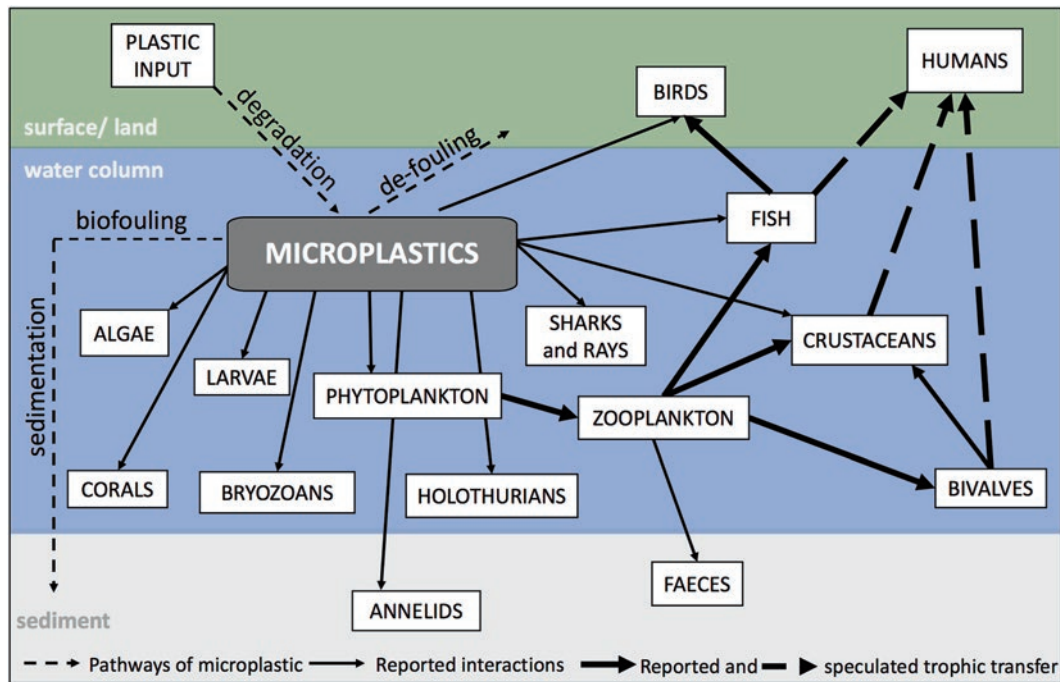 PLASTIC
INPUT
HUMANS
BIRDS
surface/ land
degradation
de-fouling
water column
biofouling
FISH
MICROPLASTICS
sedimentation
ALGAE
SHARKS
and RAYS
CRUSTACEANS
LARVAE
PHYTOPLANKTON
ZOOPLANKTON
CORALS
BRYOZOANS
HOLOTHURIANS
BIVALVES
FAECES
ANNELIDS
sediment
Pathways of microplastic Reported interactions Reported and speculated trophic transfer